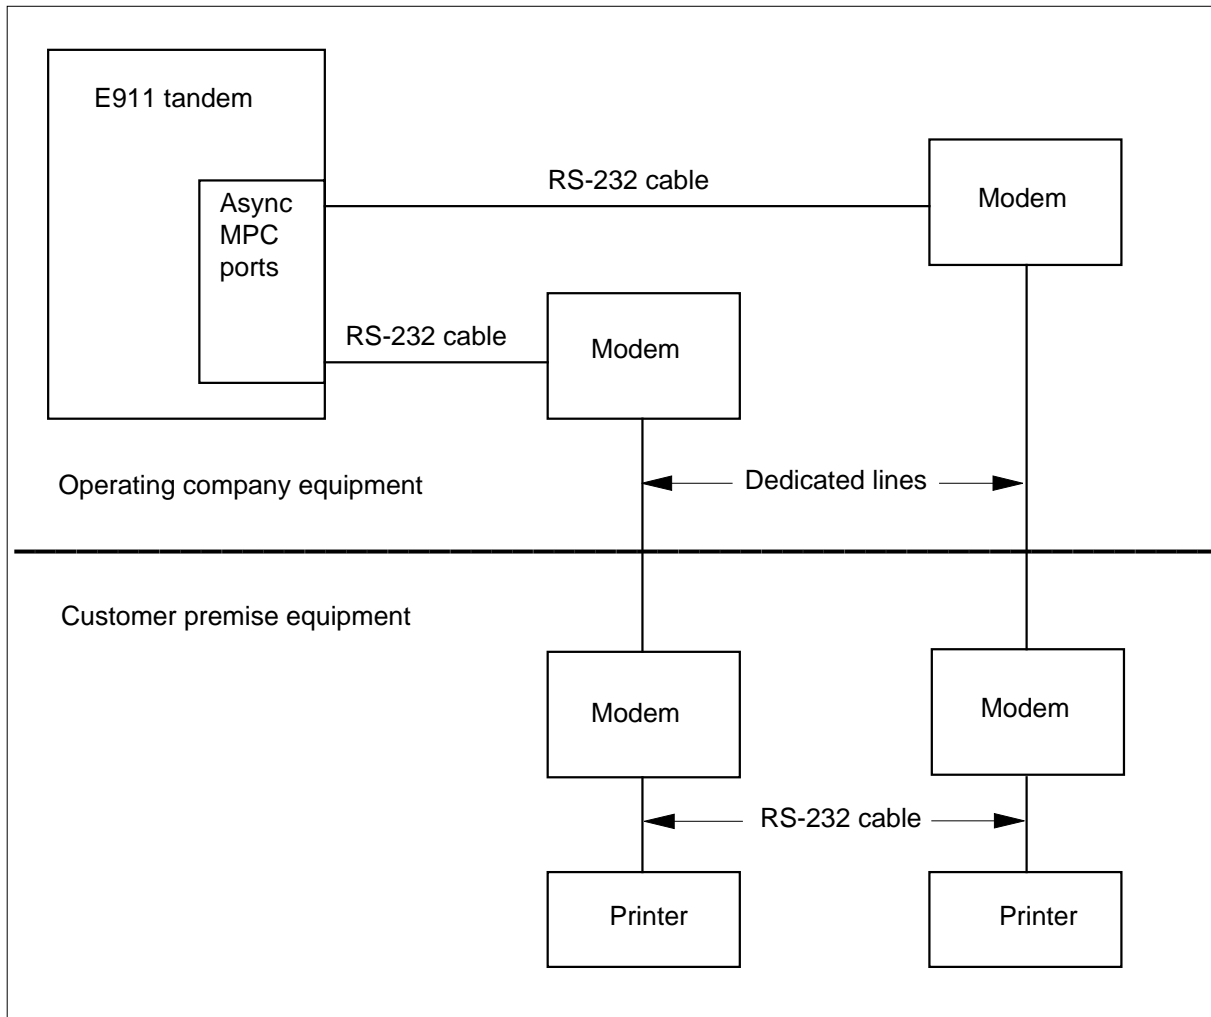 E911 tandem
RS-232 cable
Modem
Async
MPC
ports
RS-232 cable
Modem
Dedicated lines
Operating company equipment
Customer premise equipment
Modem
Modem
RS-232 cable
Printer
Printer